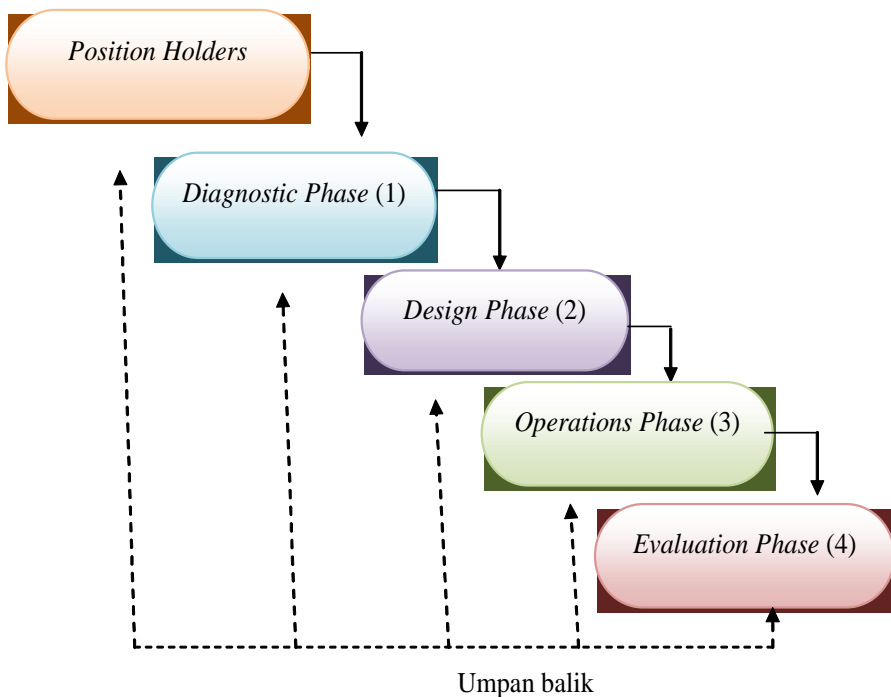 Position Holders
Diagnostic Phase (1)
Design Phase (2)
Operations Phase (3)
Evaluation Phase (4)
Umpan balik